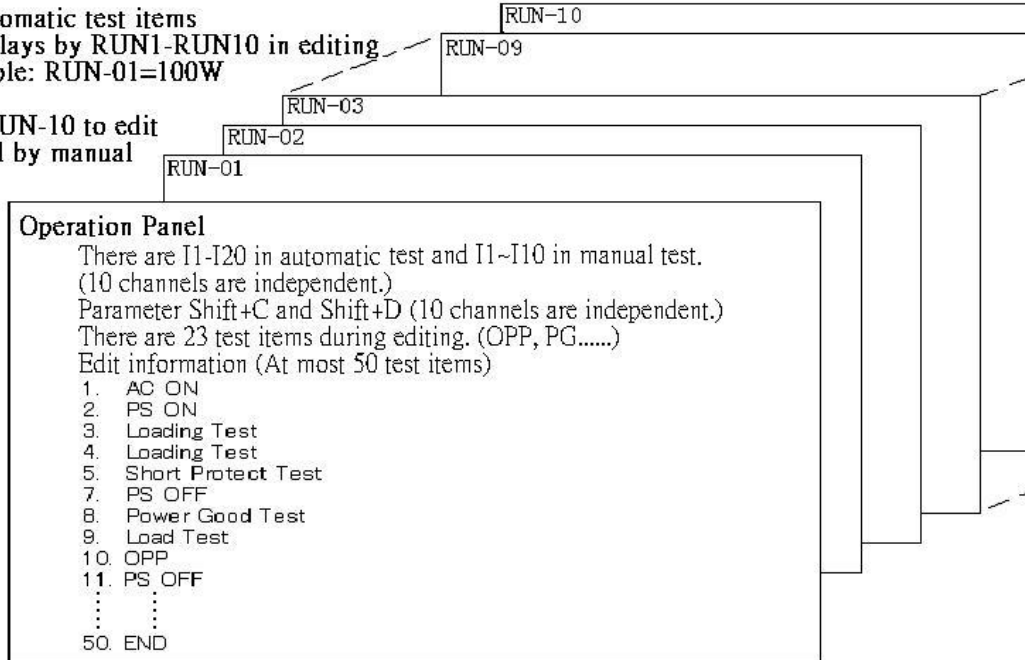 omatic test items
lays by RUN1-RUN10 in editing
ple: RUN-01=100W
UN-10 to edit
l by manual
RUN-10
RUN-09
RUN-03
RUN-02
RUN-01
Operation Panel
There are I1-I20 in automatic test and I1~I10 in manual test.
(10 channels are independent.)
Parameter Shift+C and Shift+D (10 channels are independent.)
There are 23 test items during editing. (OPP, PG......)
Edit information (At most 50 test items)
1. AC ON
2. PS ON
3. Loading Test
4. Loading Test
5. Short Protect Test
7. PS OFF
8. Power Good Test
9. Load Test
10. OPP
11. PS OFF
50. END